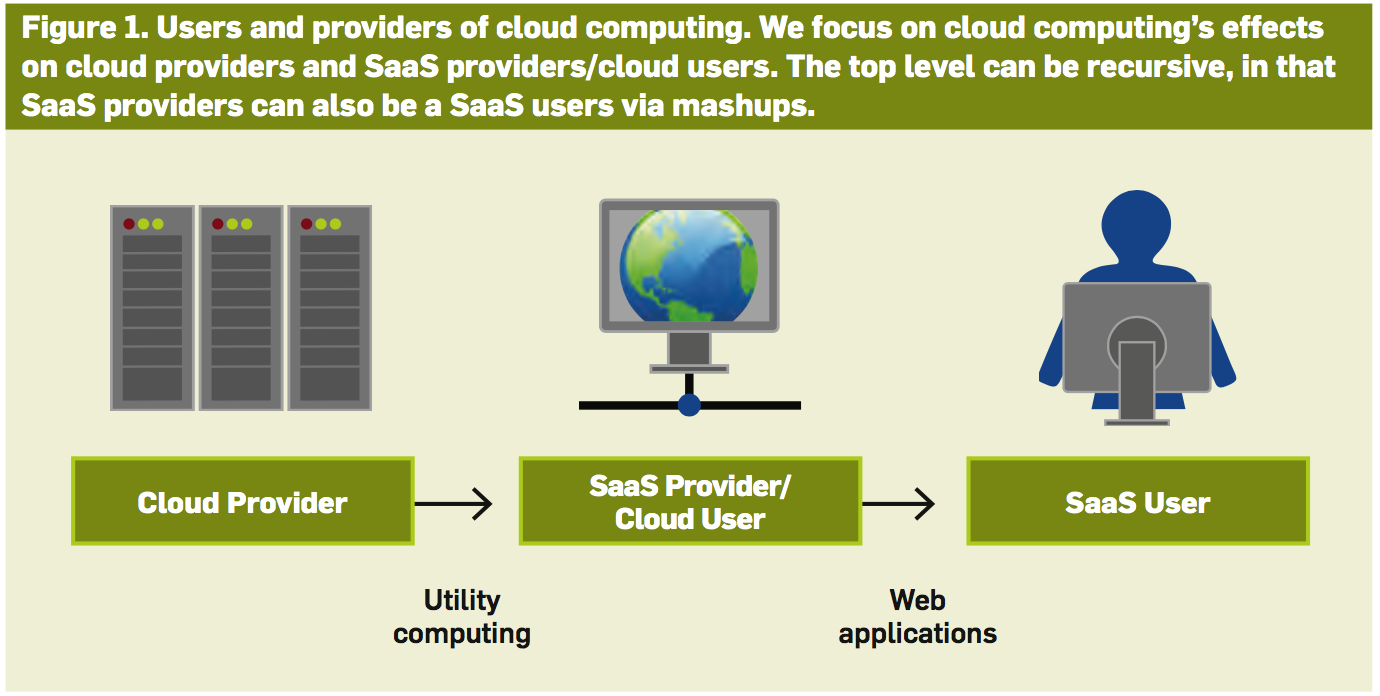 Figure 1. Users and providers of cloud computing. We focus on cloud computing’s effects
on cloud providers and SaaS providers/cloud users. The top level can be recursive, in that
SaaS providers can also be a SaaS users via mashups.
Cloud Provider
SaaS Provider/
Cloud User
SaaS User
Utility
computing
Web
applications